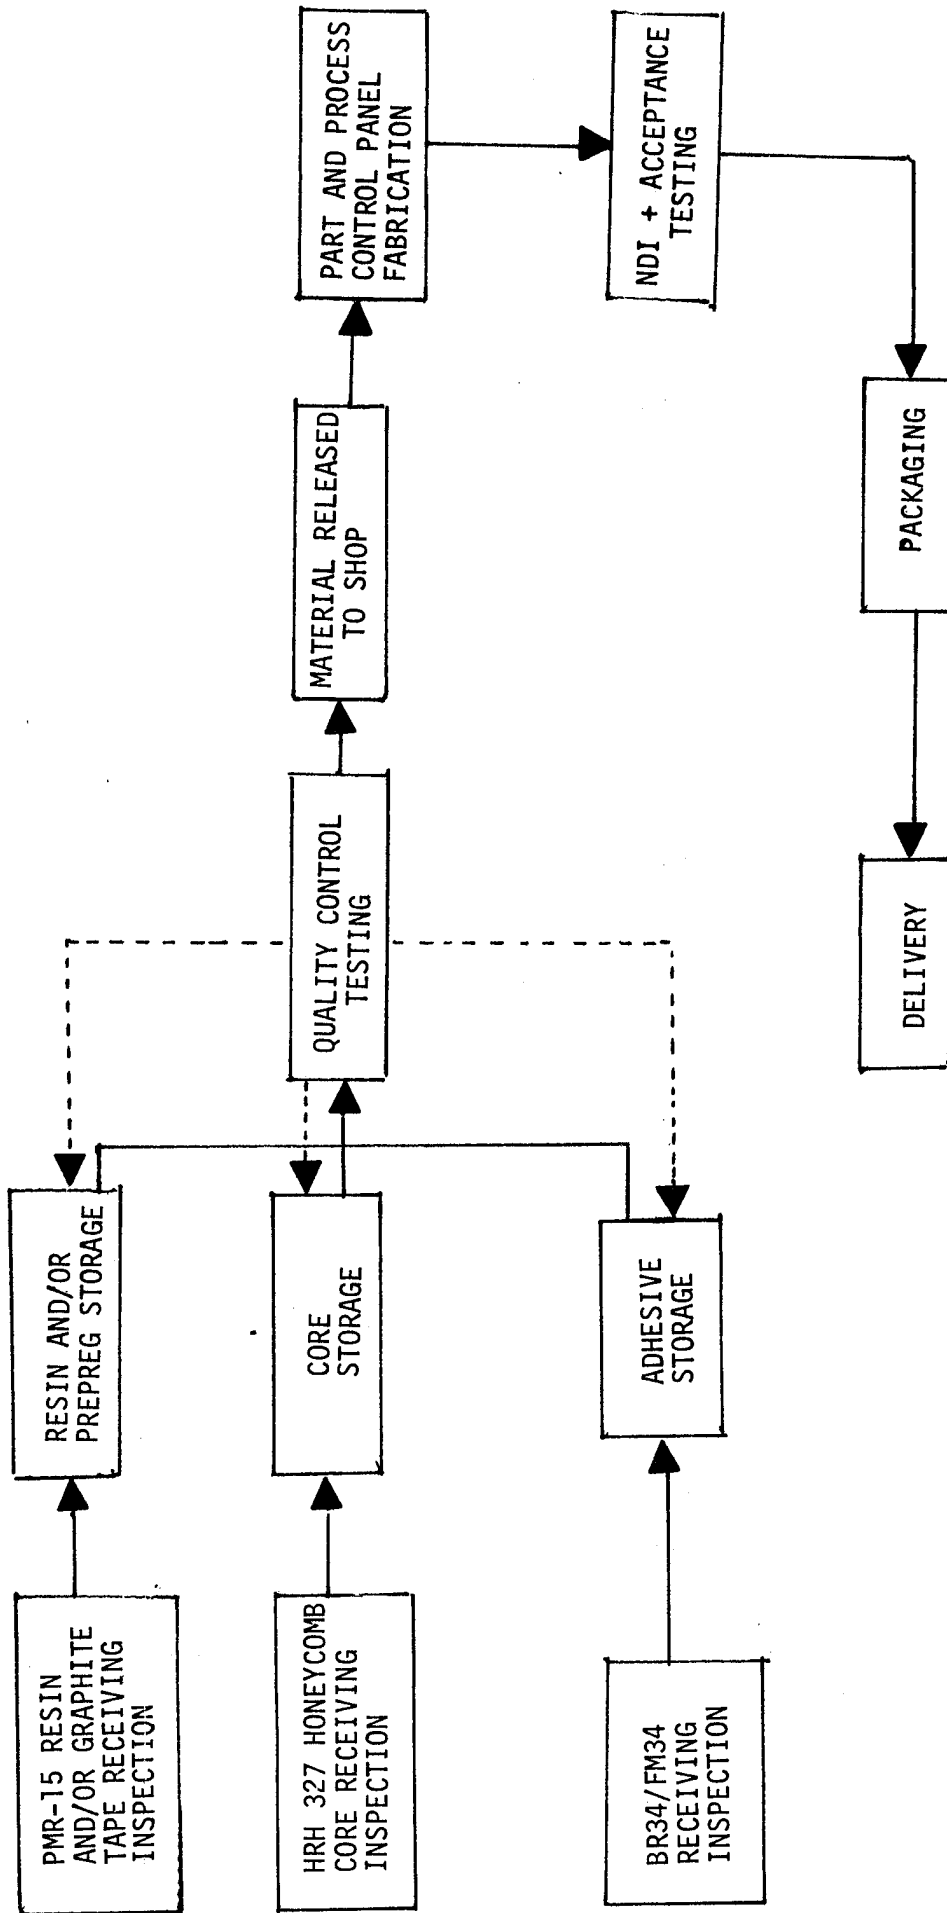 PMR-15 RESIN
AND/OR GRAPHITE
TAPE RECEIVING
INSPECTION
RESIN AND/OR
PREPREG STORAGE
HRH 327 HONEYCOMB
CORE RECEIVING
INSPECTION
CORE
STORAGE
BR34/FM34
RECEIVING
INSPECTION
ADHESIVE
STORAGE
QUALITY CONTROL
TESTING
MATERIAL RELEASED
TO SHOP
PART AND PROCESS
CONTROL PANEL
FABRICATION
NDI + ACCEPTANCE
TESTING
PACKAGING
DELIVERY